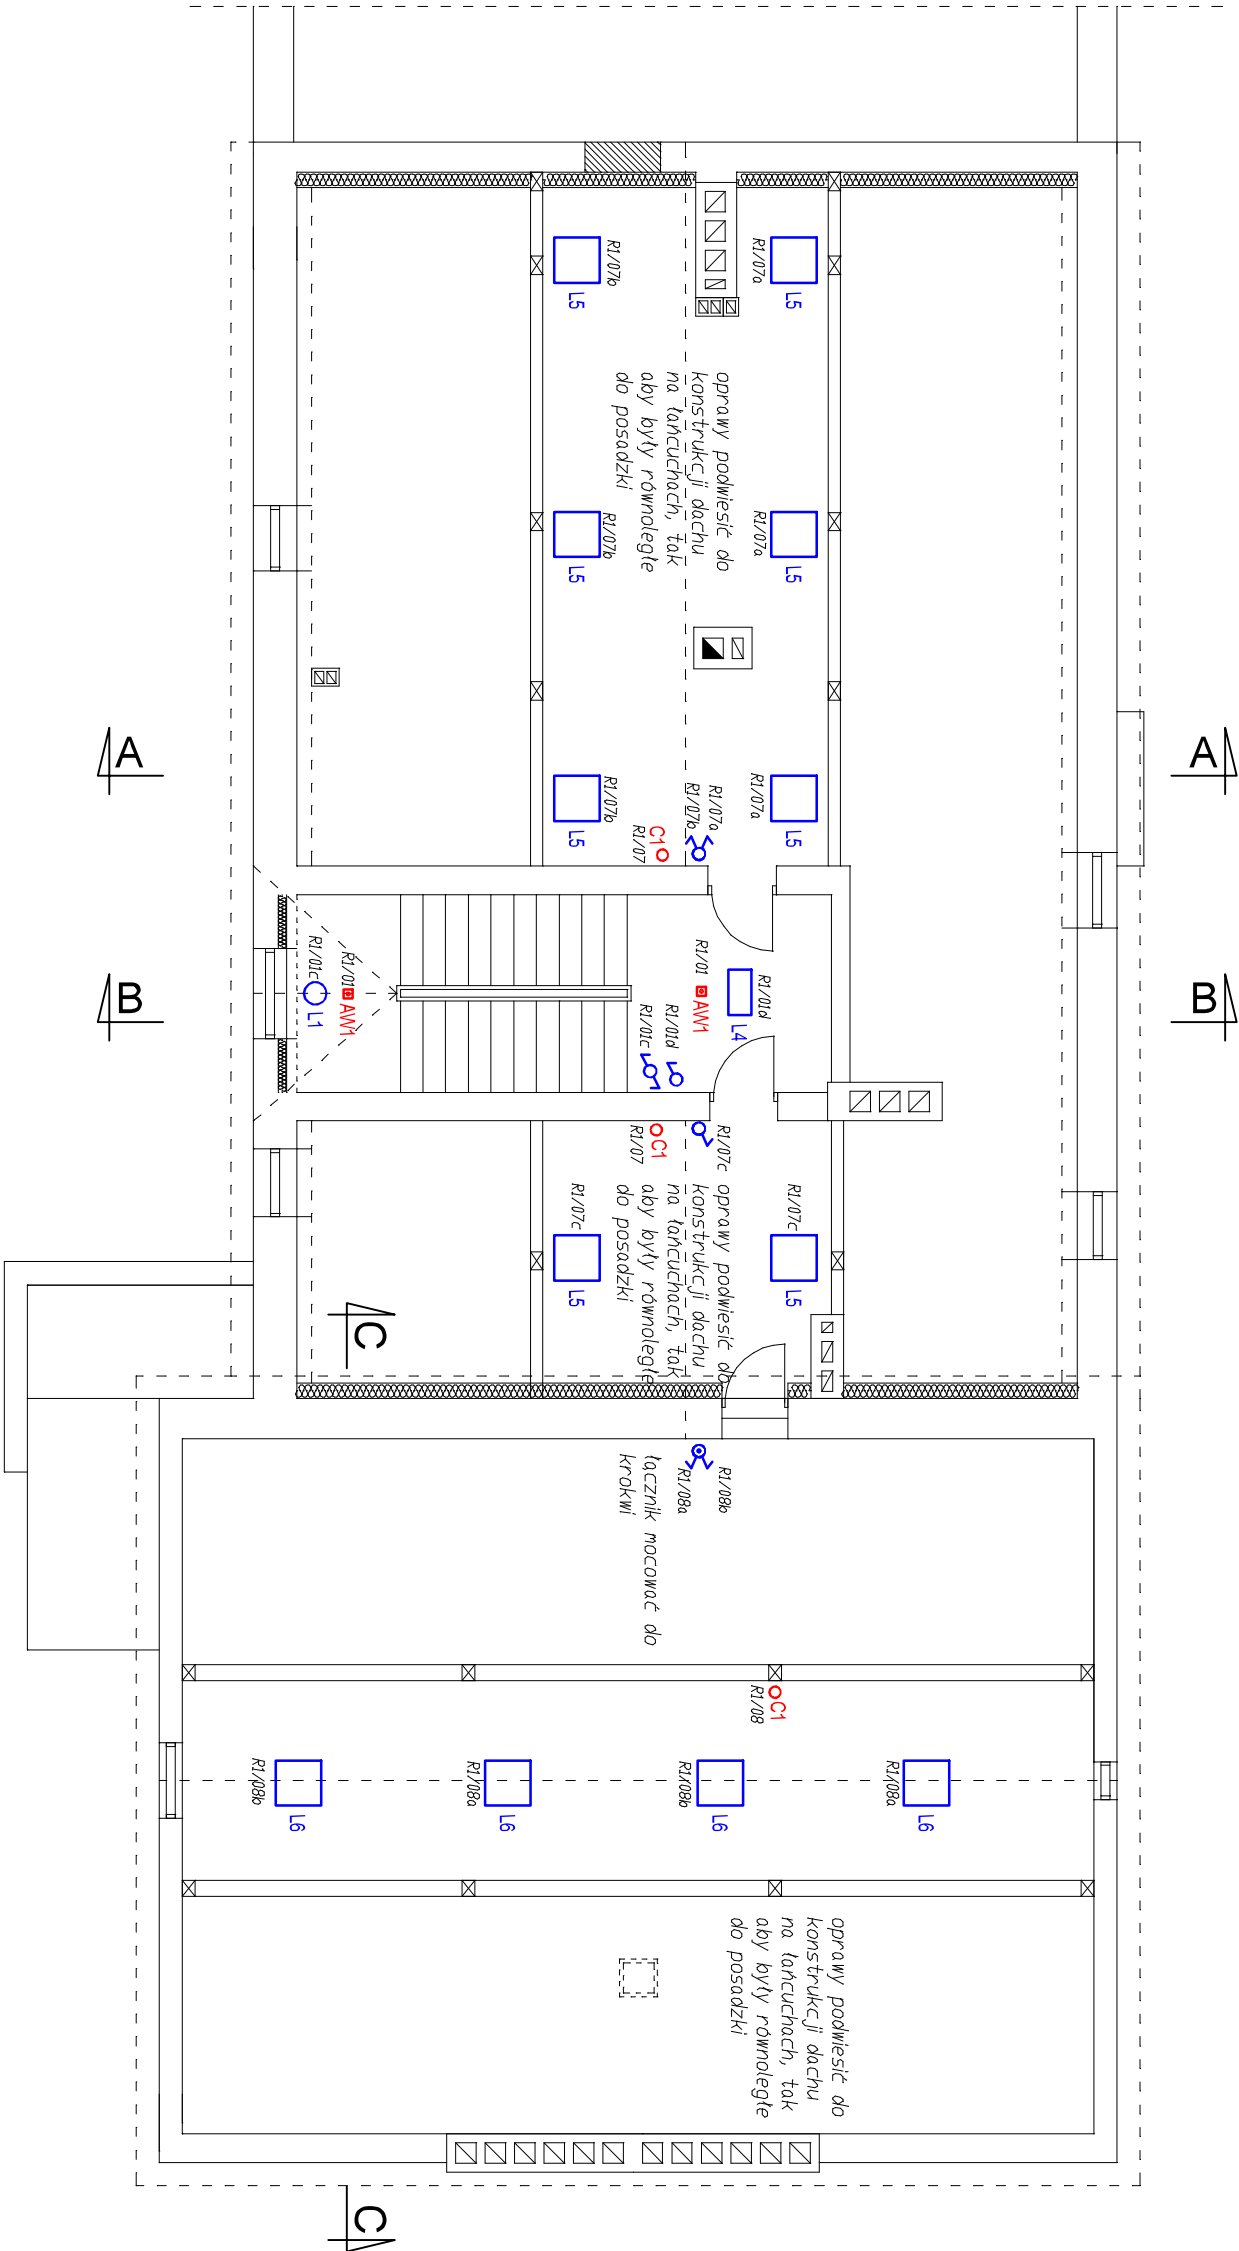 R1/07b
L5
R1/07a
L5
oprawy podwiesić do
konstrukcji dachu
na łańcuchach, tak
aby były równoległe
do posadzki
R1/07b
L5
R1/07a
L5
A
A
R1/07b
L5
R1/07a
L5
R1/07a
R1/07b
C1
R1/07
B
B
R1/01c
L1
R1/01
AW1
R1/01
AW1
R1/01d
L4
R1/01d
R1/01c
C1
R1/07
R1/07c
oprawy podwiesić do
konstrukcji dachu
na łańcuchach, tak
aby były równoległe
do posadzki
R1/07c
L5
R1/07c
L5
C
R1/08b
R1/08a
łącznik mocować do
krokwi
C1
R1/08
R1/08b
L6
R1/08a
L6
R1/08b
L6
R1/08a
L6
oprawy podwiesić do
konstrukcji dachu
na łańcuchach, tak
aby były równoległe
do posadzki
C